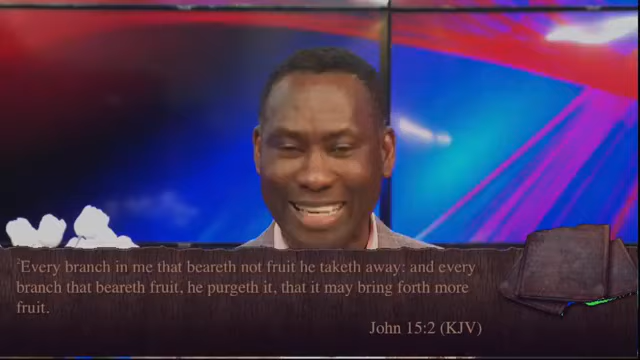 Every branch in me that beareth not fruit he taketh away: and every
branch that beareth fruit, he purgeth it, that it may bring forth more
fruit.
John 15:2 (KJV)